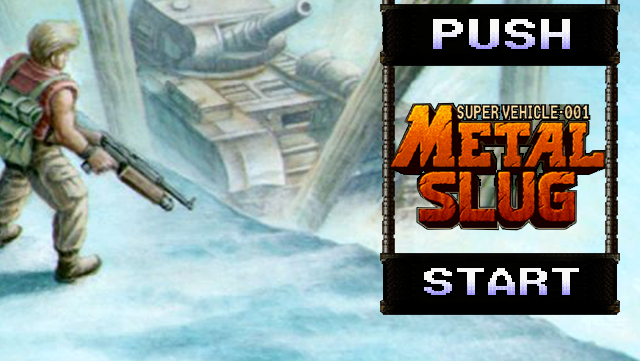 PUSH
SUPER VEHICLE-001
METAL
SLUG
START